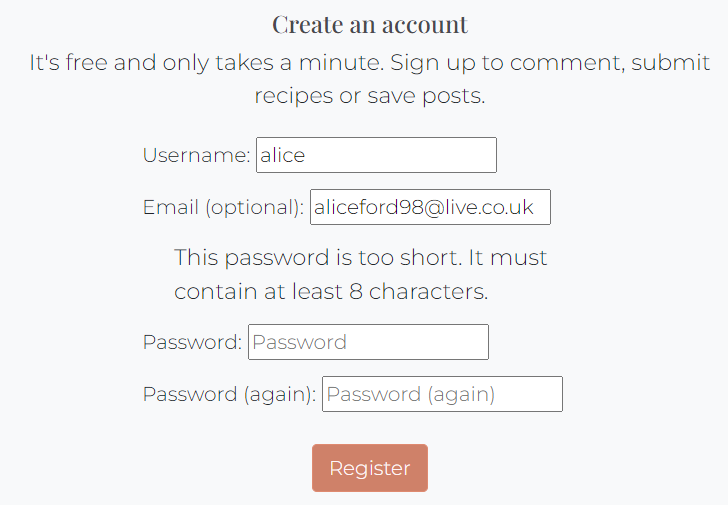 Create an account
It's free and only takes a minute. Sign up to comment, submit
recipes or save posts.
Username: alice
Email (optional): aliceford98@live.co.uk
This password is too short. It must
contain at least 8 characters.
Password: Password
Password (again): Password (again)
Register